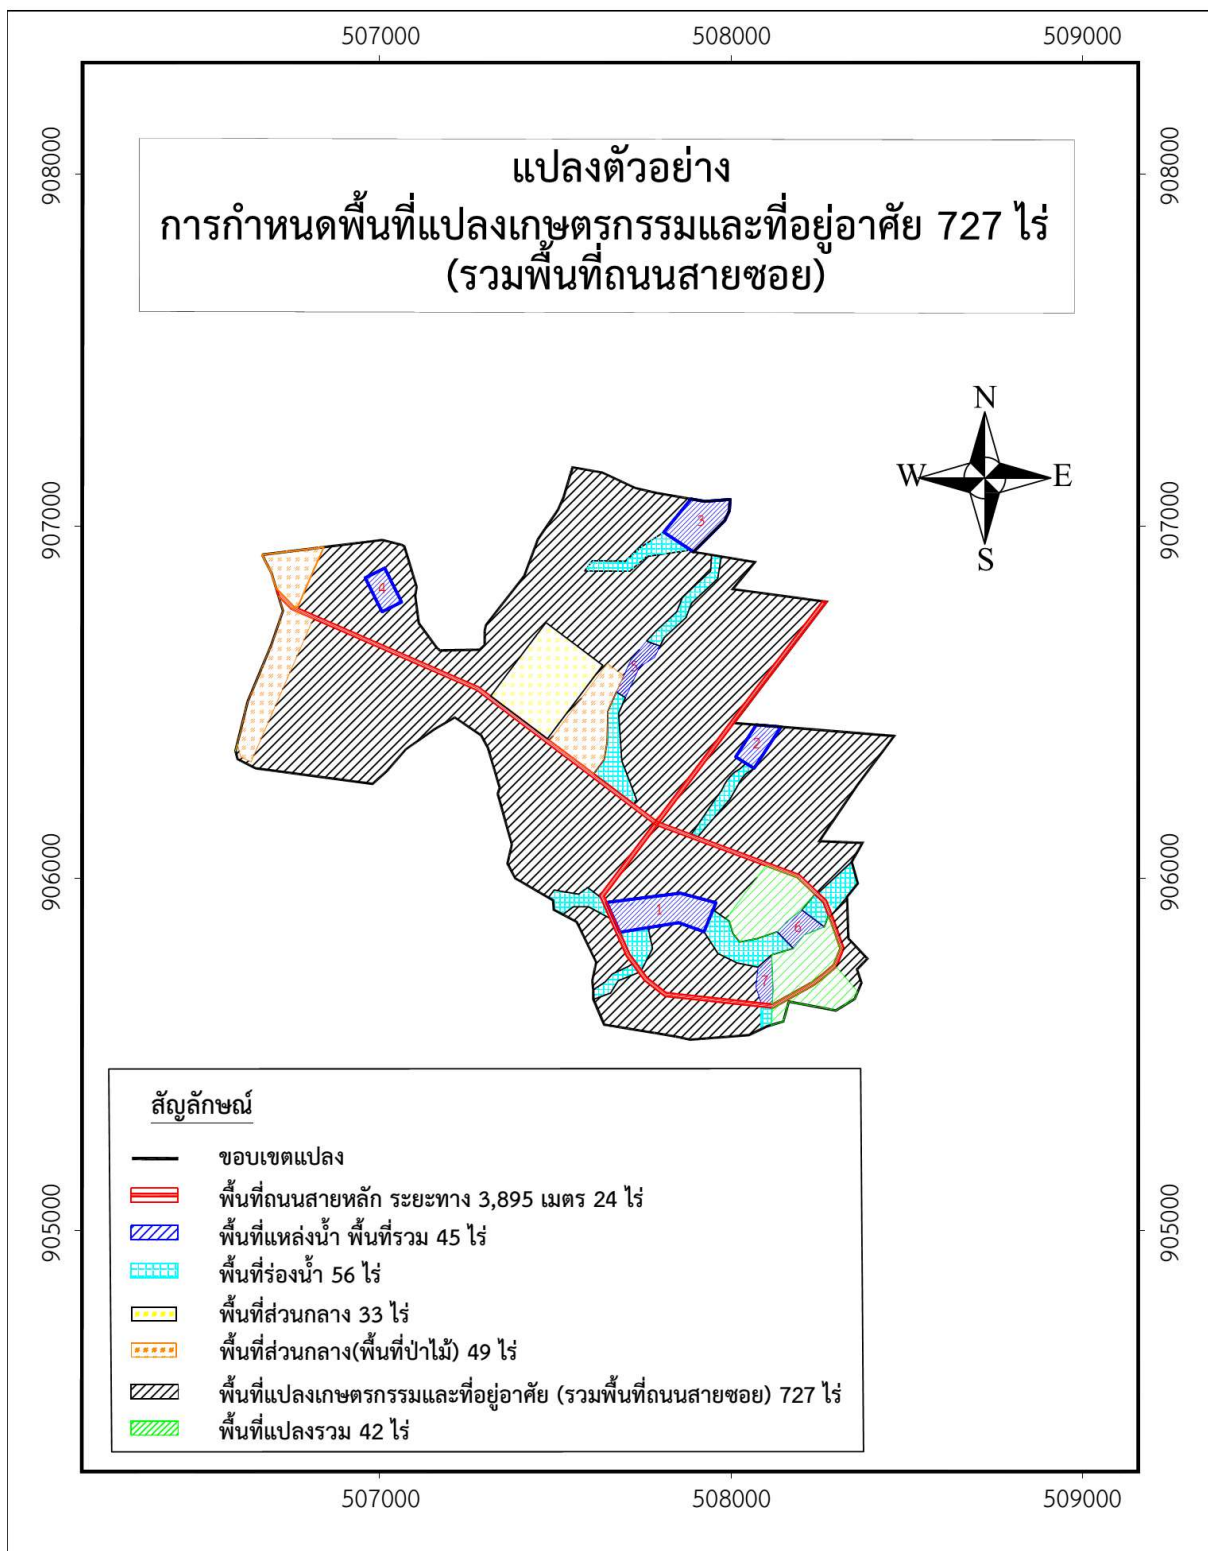 507000 508000 509000
908000 908000
แปลงตัวอย่าง
การกำหนดพื้นที่แปลงเกษตรกรรมและที่อยู่อาศัย 727 ไร่
(รวมพื้นที่ถนนสายซอย)
N
W E
S
907000 907000
3
4
5
2
906000 906000
1
6
7
สัญลักษณ์
ขอบเขตแปลง
พื้นที่ถนนสายหลัก ระยะทาง 3,895 เมตร 24 ไร่
พื้นที่แหล่งน้ำ พื้นที่รวม 45 ไร่
905000 905000
พื้นที่ร่องน้ำ 56 ไร่
พื้นที่ส่วนกลาง 33 ไร่
พื้นที่ส่วนกลาง(พื้นที่ป่าไม้) 49 ไร่
พื้นที่แปลงเกษตรกรรมและที่อยู่อาศัย (รวมพื้นที่ถนนสายซอย) 727 ไร่
พื้นที่แปลงรวม 42 ไร่
507000 508000 509000